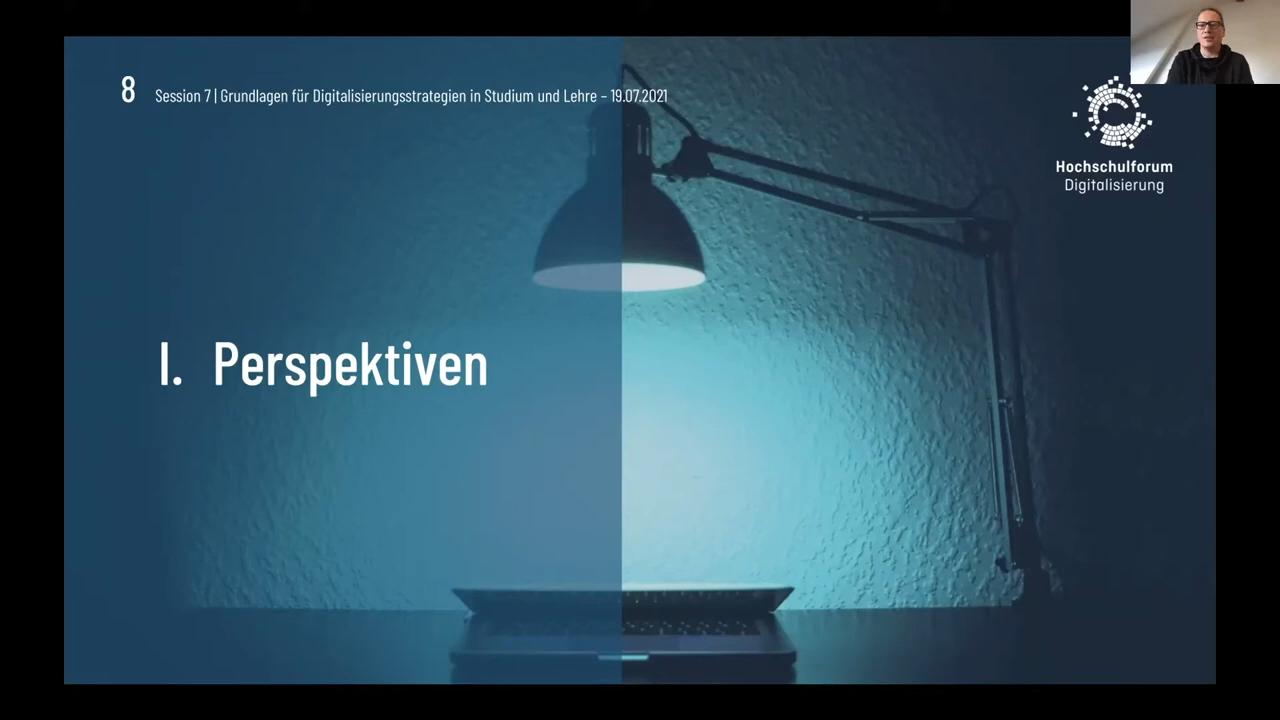 8 Session 7 | Grundlagen für Digitalisierungsstrategien in Studium und Lehre – 19.07.2021
Hochschulforum
Digitalisierung
I. Perspektiven